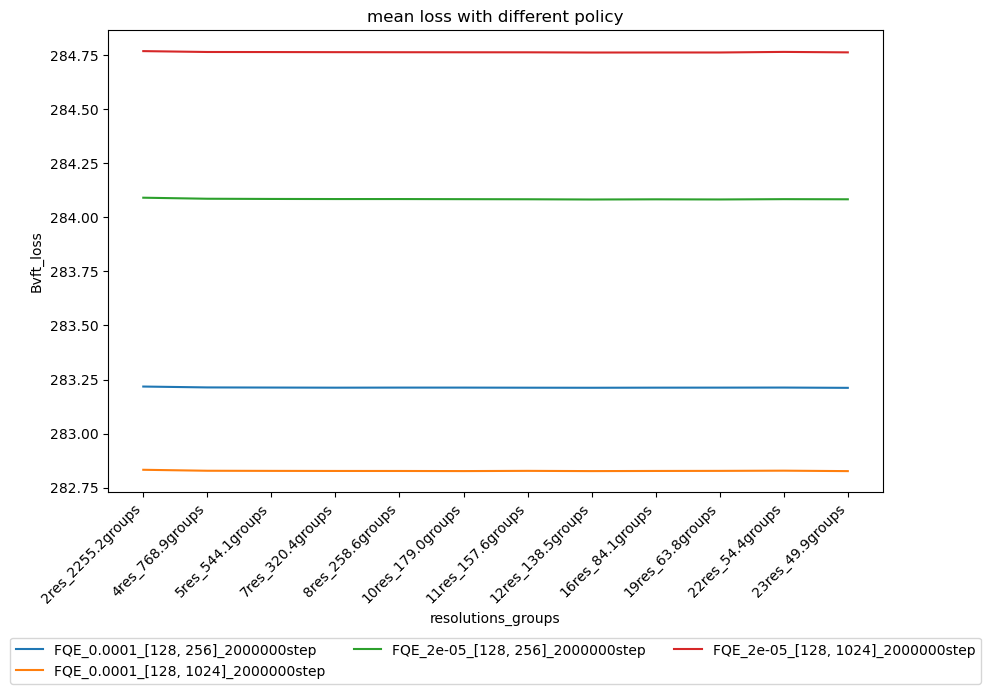 mean loss with different policy
284.75
284.50
284.25
284.00
283.75
283.50
283.25
283.00
282.75
Bvft_loss
2res_2255.2groups
4res_768.9groups
5res_544.1groups
7res_320.4groups
8res_258.6groups
10res_179.0groups
11res_157.6groups
12res_138.5groups
16res_84.1groups
19res_63.8groups
22res_54.4groups
23res_49.9groups
resolutions_groups
FQE_0.0001_[128, 256]_2000000step
FQE_0.0001_[128, 1024]_2000000step
FQE_2e-05_[128, 256]_2000000step
FQE_2e-05_[128, 1024]_2000000step